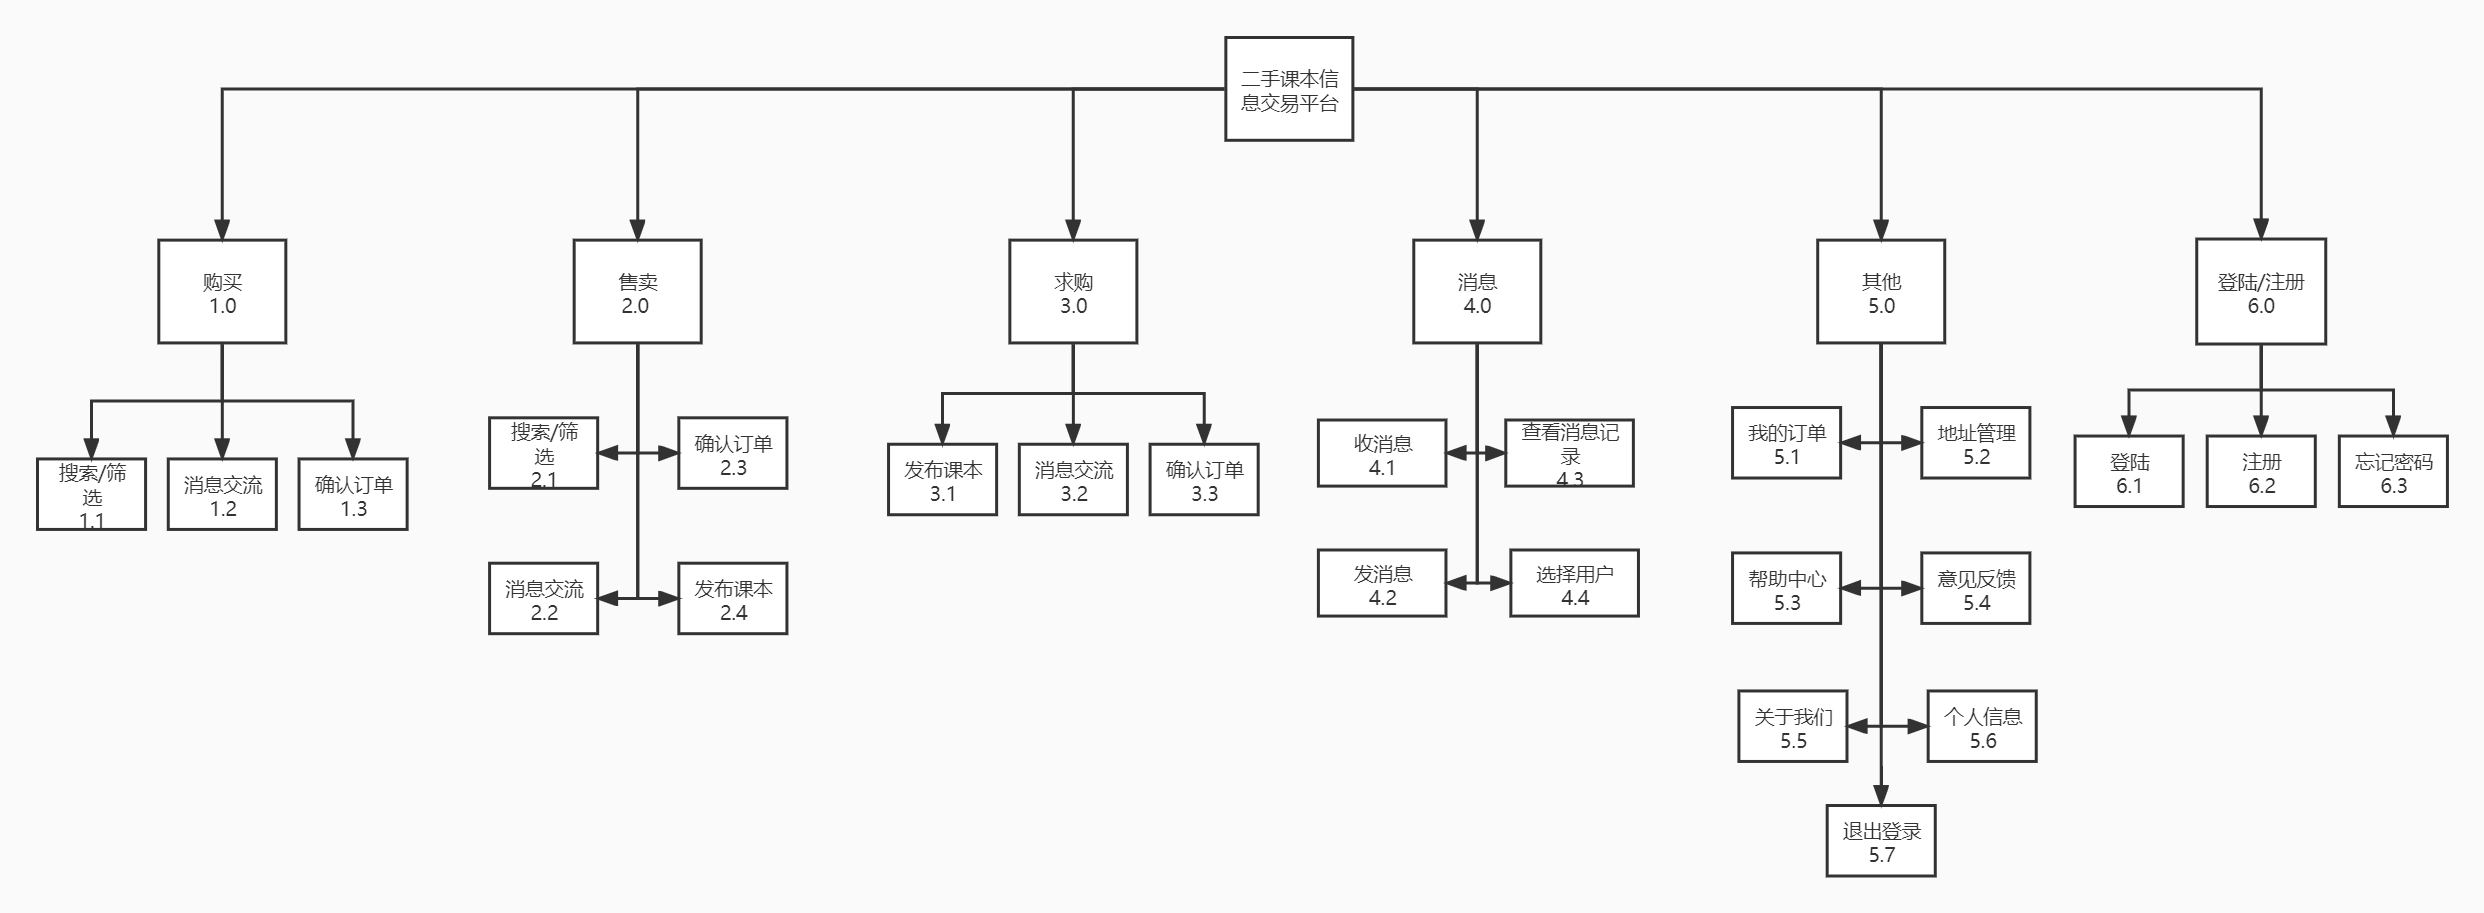 二手课本信
息交易平台
购买
1.0
售卖
2.0
求购
3.0
消息
4.0
其他
5.0
登陆/注册
6.0
搜索/筛
选
1.1
消息交流
1.2
确认订单
1.3
搜索/筛
选
2.1
确认订单
2.3
消息交流
2.2
发布课本
2.4
发布课本
3.1
消息交流
3.2
确认订单
3.3
收消息
4.1
查看消息记
录
4.3
发消息
4.2
选择用户
4.4
我的订单
5.1
地址管理
5.2
帮助中心
5.3
意见反馈
5.4
关于我们
5.5
个人信息
5.6
退出登录
5.7
登陆
6.1
注册
6.2
忘记密码
6.3